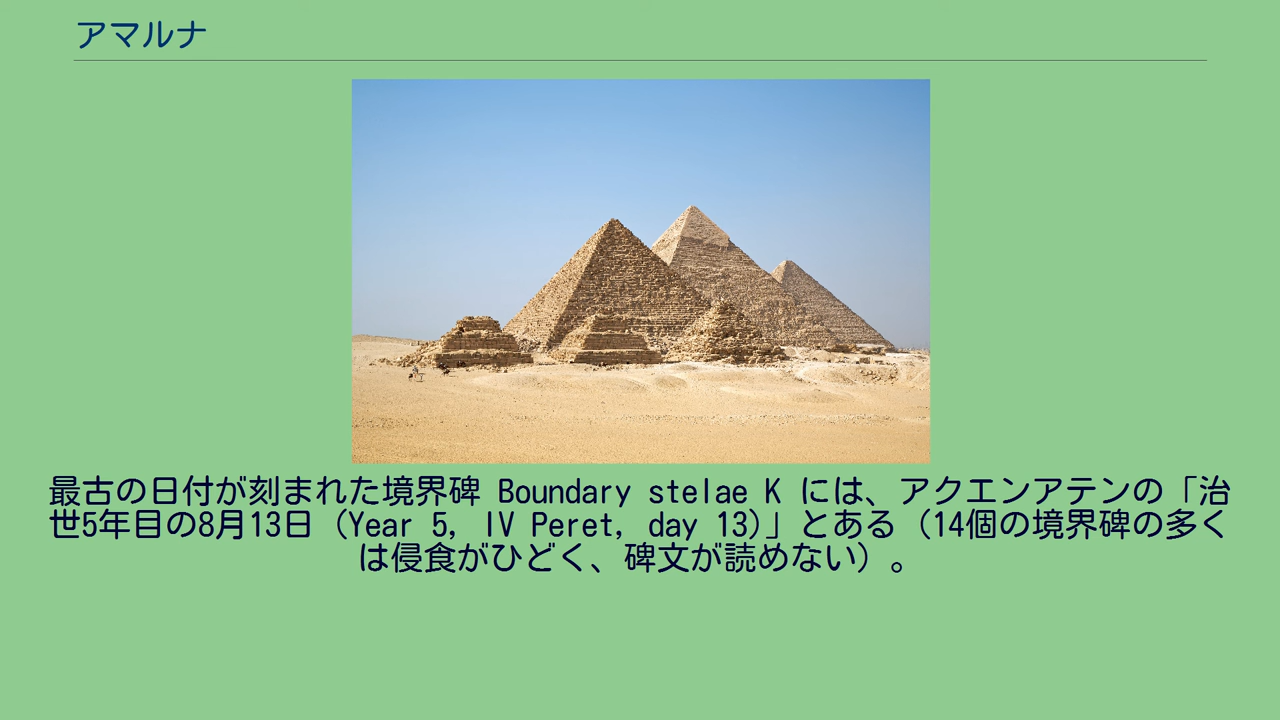 アマルナ
最古の日付が刻まれた境界碑 Boundary stelae K には、アクエンアテンの「治
世5年目の8月13日（Year 5, IV Peret, day 13)」とある（14個の境界碑の多く
は侵食がひどく、碑文が読めない）。